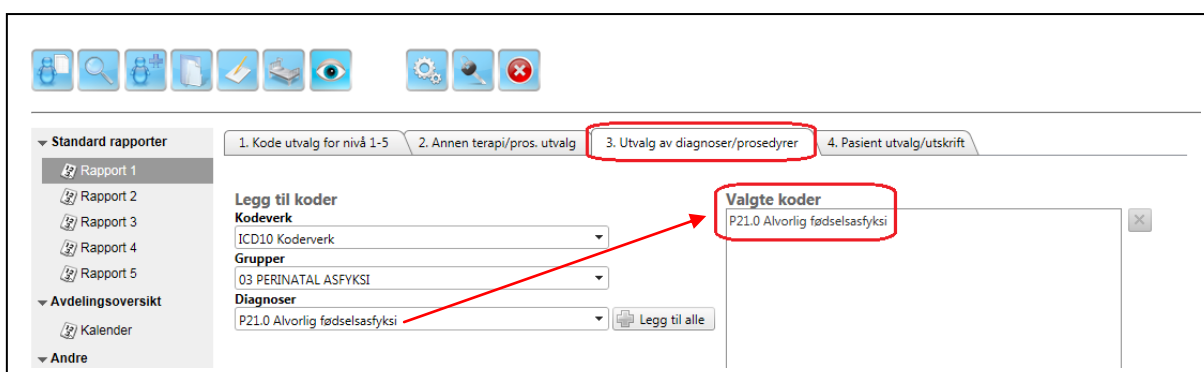 Standard rapporter
Rapport 1
Rapport 2
Rapport 3
Rapport 4
Rapport 5
Avdelingsoversikt
Kalender
Andre
1. Kode utvalg for nivå 1-5
2. Annen terapi/pros. utvalg
3. Utvalg av diagnoser/prosedyrer
4. Pasient utvalg/utskrift
Legg til koder
Kodeverk
ICD10 Koderverk
Grupper
03 PERINATAL ASFYKSI
Diagnoser
P21.0 Alvorlig fødselsasfyksi
Legg til alle
Valgte koder
P21.0 Alvorlig fødselsasfyksi